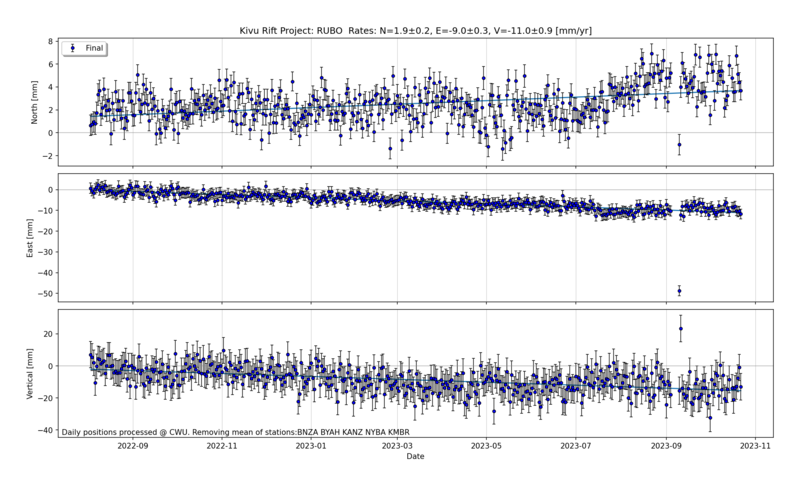 Kivu Rift Project: RUBO  Rates: N=1.9±0.2, E=-9.0±0.3, V=-11.0±0.9 [mm/yr]
Final
North [mm]
8
6
4
2
0
−2
East [mm]
0
−10
−20
−30
−40
−50
Vertical [mm]
20
0
−20
−40
Daily positions processed @ CWU. Removing mean of stations:BNZA BYAH KANZ NYBA KMBR
2022-09 2022-11 2023-01 2023-03 2023-05 2023-07 2023-09 2023-11
Date